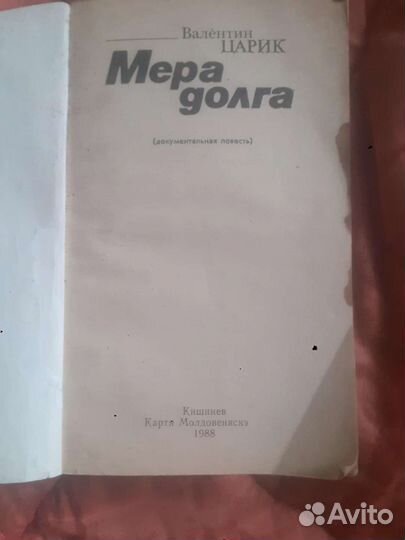 Валентин
ЦАРИК
Мера
долга
(документальная повесть)
Кишинев
Картя Молдовеняскэ
1988
Avito